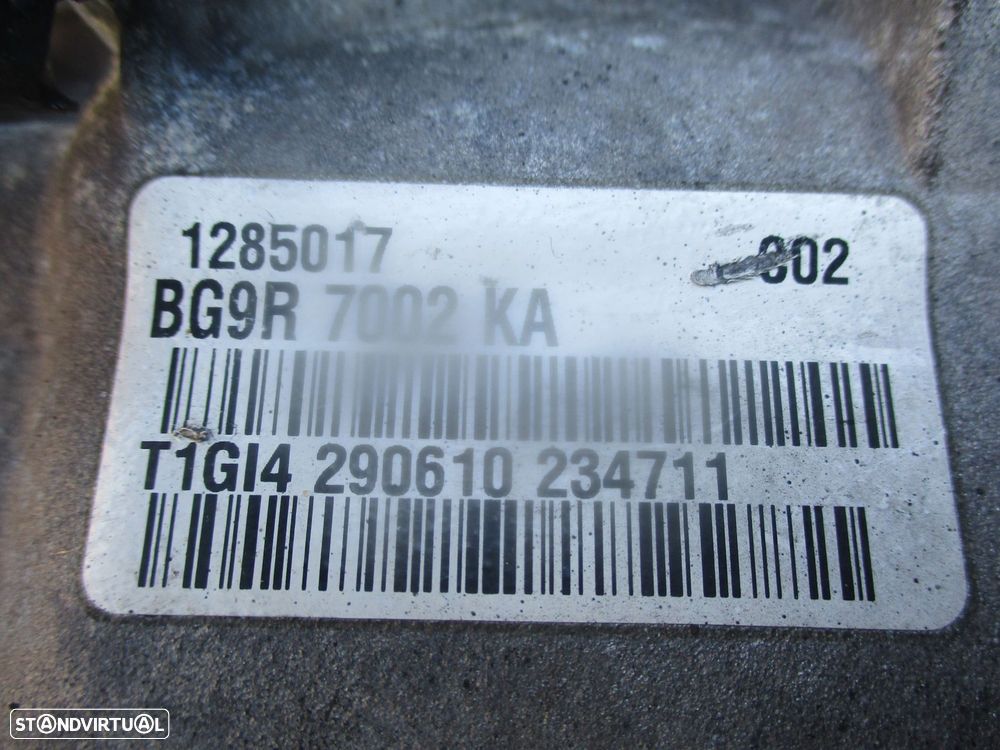 1285017 002
BG9R 7002 KA
T1GI4 290610 234711
STANDVIRTUAL